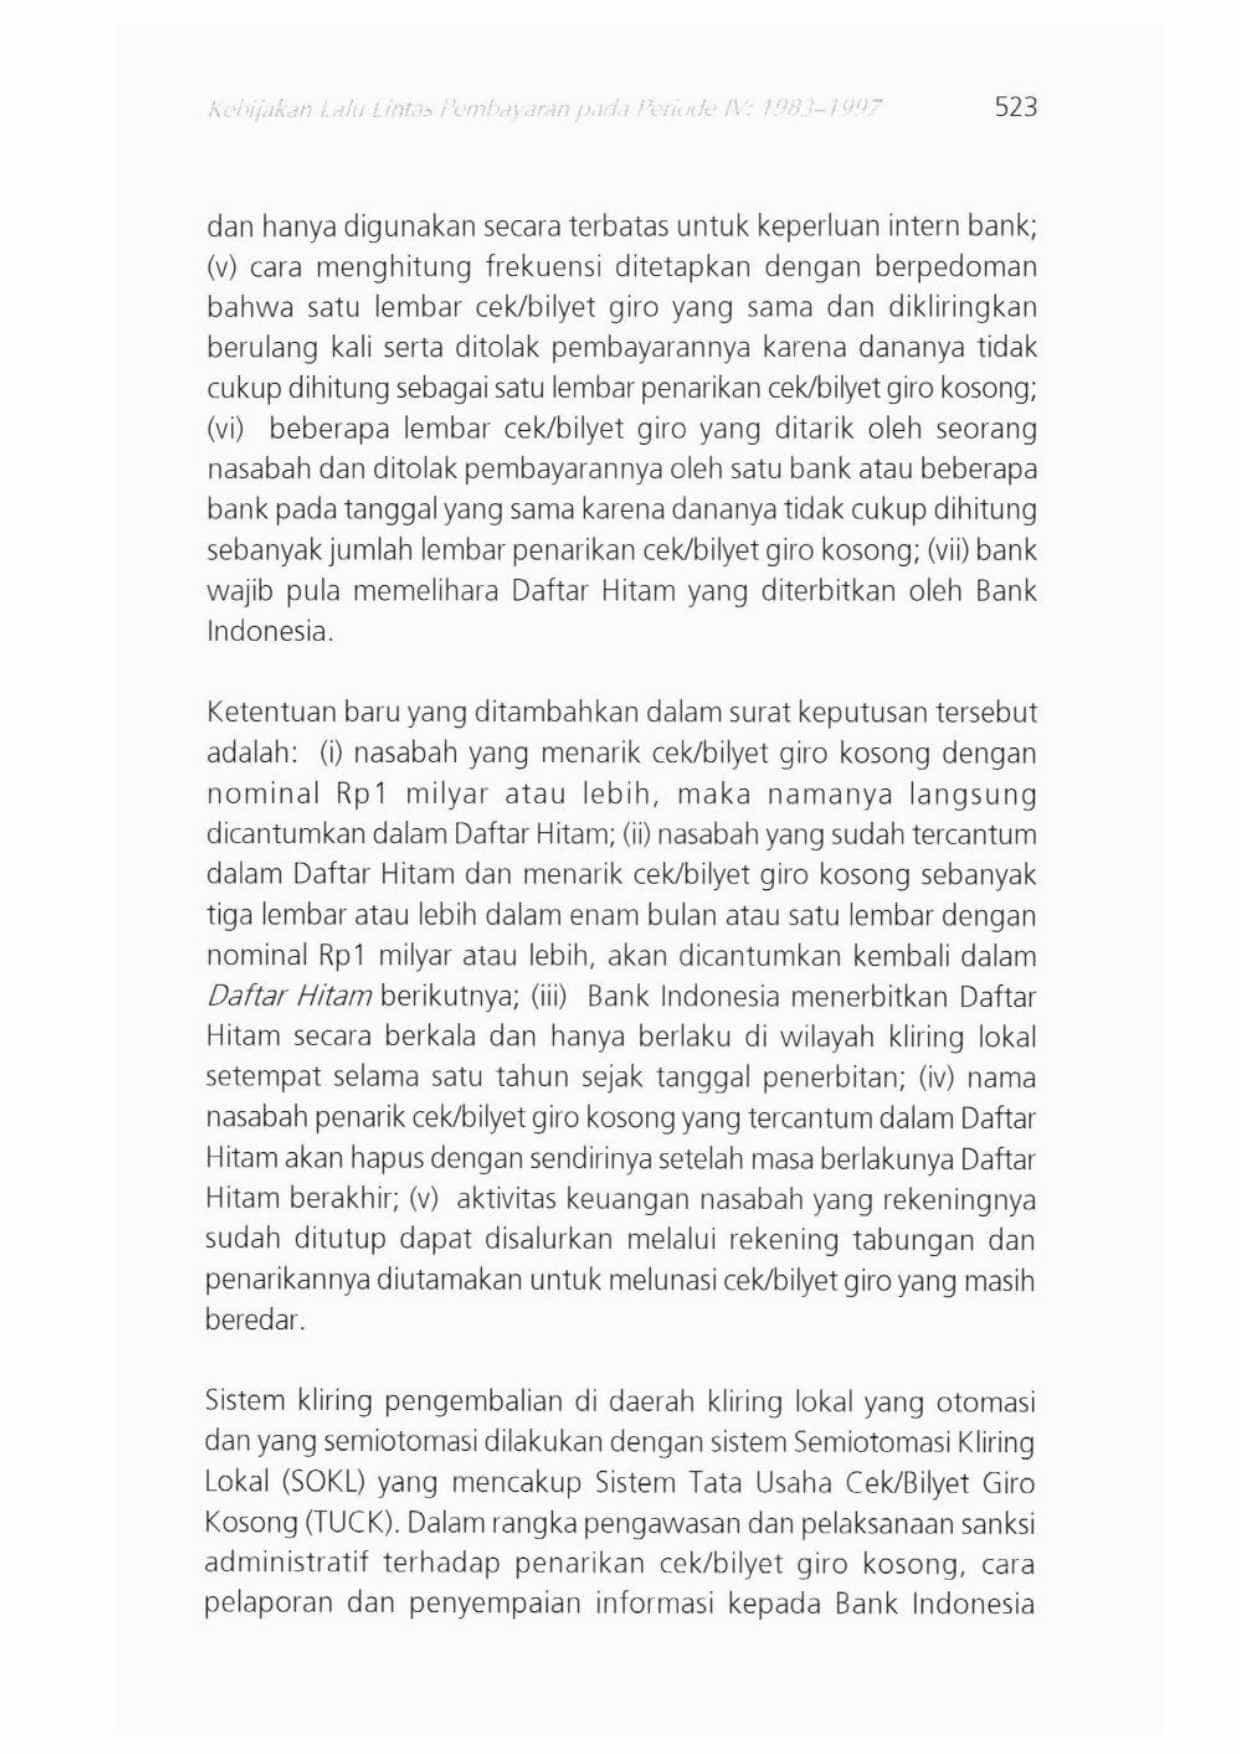 Kebijakan Lalu Lintas Pembayaran pada Periode IV: 1983–1997 523
dan hanya digunakan secara terbatas untuk keperluan intern bank;
(v) cara menghitung frekuensi ditetapkan dengan berpedoman
bahwa satu lembar cek/bilyet giro yang sama dan dikliringkan
berulang kali serta ditolak pembayarannya karena dananya tidak
cukup dihitung sebagai satu lembar penarikan cek/bilyet giro kosong;
(vi) beberapa lembar cek/bilyet giro yang ditarik oleh seorang
nasabah dan ditolak pembayarannya oleh satu bank atau beberapa
bank pada tanggal yang sama karena dananya tidak cukup dihitung
sebanyak jumlah lembar penarikan cek/bilyet giro kosong; (vii) bank
wajib pula memelihara Daftar Hitam yang diterbitkan oleh Bank
Indonesia.
Ketentuan baru yang ditambahkan dalam surat keputusan tersebut
adalah: (i) nasabah yang menarik cek/bilyet giro kosong dengan
nominal Rp1 milyar atau lebih, maka namanya langsung
dicantumkan dalam Daftar Hitam; (ii) nasabah yang sudah tercantum
dalam Daftar Hitam dan menarik cek/bilyet giro kosong sebanyak
tiga lembar atau lebih dalam enam bulan atau satu lembar dengan
nominal Rp1 milyar atau lebih, akan dicantumkan kembali dalam
Daftar Hitam berikutnya; (iii) Bank Indonesia menerbitkan Daftar
Hitam secara berkala dan hanya berlaku di wilayah kliring lokal
setempat selama satu tahun sejak tanggal penerbitan; (iv) nama
nasabah penarik cek/bilyet giro kosong yang tercantum dalam Daftar
Hitam akan hapus dengan sendirinya setelah masa berlakunya Daftar
Hitam berakhir; (v) aktivitas keuangan nasabah yang rekeningnya
sudah ditutup dapat disalurkan melalui rekening tabungan dan
penarikannya diutamakan untuk melunasi cek/bilyet giro yang masih
beredar.
Sistem kliring pengembalian di daerah kliring lokal yang otomasi
dan yang semiotomasi dilakukan dengan sistem Semiotomasi Kliring
Lokal (SOKL) yang mencakup Sistem Tata Usaha Cek/Bilyet Giro
Kosong (TUCK). Dalam rangka pengawasan dan pelaksanaan sanksi
administratif terhadap penarikan cek/bilyet giro kosong, cara
pelaporan dan penyempaian informasi kepada Bank Indonesia